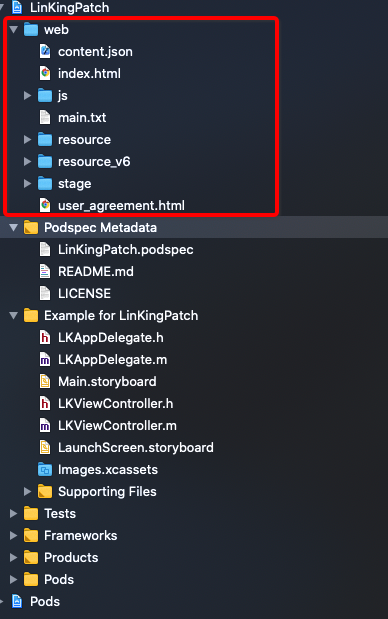 LinKingPatch
web
content.json
index.html
js
main.txt
resource
resource_v6
stage
user_agreement.html
Podspec Metadata
LinKingPatch.podspec
README.md
LICENSE
Example for LinKingPatch
h LKAppDelegate.h
m LKAppDelegate.m
Main.storyboard
h LKViewController.h
m LKViewController.m
LaunchScreen.storyboard
Images.xcassets
Supporting Files
Tests
Frameworks
Products
Pods
Pods